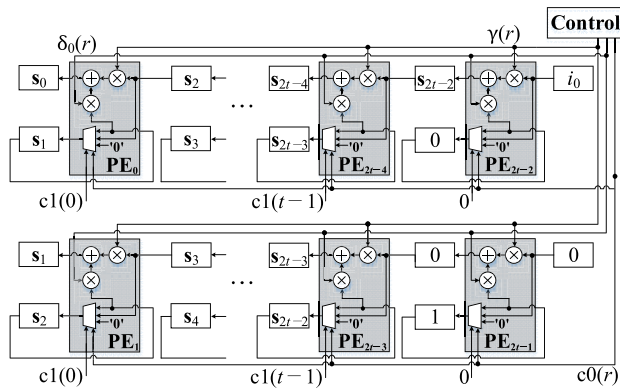 Control
δ₀(r) γ(r)
s₀ s₂ s₂ₜ₋₄ s₂ₜ₋₂ i₀
...
s₁ '0' s₃ s₂ₜ₋₃ '0' 0 '0'
PE₀ PE₂ₜ₋₄ PE₂ₜ₋₂
c1(0) c1(t−1) 0
s₁ s₃ s₂ₜ₋₃ 0 0
...
s₂ '0' s₄ s₂ₜ₋₂ '0' 1 '0'
PE₁ PE₂ₜ₋₃ PE₂ₜ₋₁
c1(0) c1(t−1) 0 c0(r)